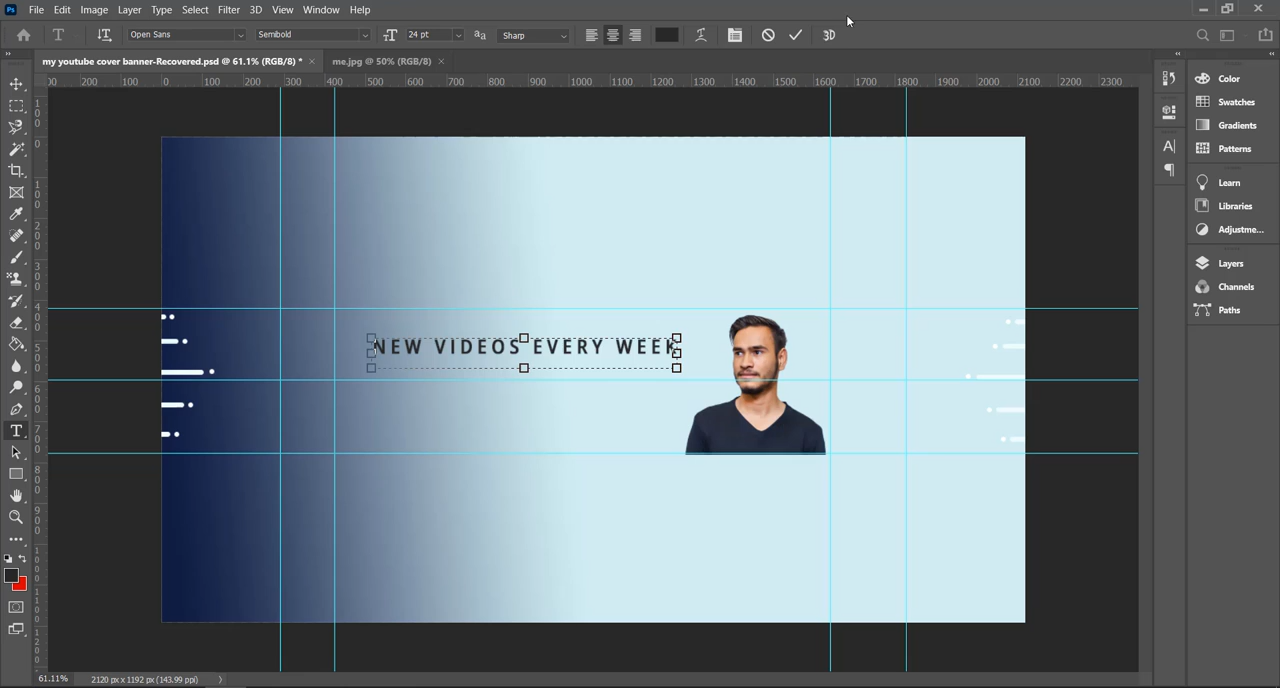 Ps File Edit Image Layer Type Select Filter 3D View Window Help
T Open Sans Semibold 24 pt aa Sharp 3D
my youtube cover banner-Recovered.psd @ 61.1% (RGB/8) * × me.jpg @ 50% (RGB/8) ×
200 100 0 100 200 300 400 500 600 700 800 900 1000 1100 1200 1300 1400 1500 1600 1700 1800 1900 2000 2100 2200 2300
Color
Swatches
Gradients
Patterns
Learn
Libraries
Adjustme...
Layers
Channels
Paths
NEW VIDEOS EVERY WEEK
61.11% 2120 px x 1192 px (143.99 ppi)